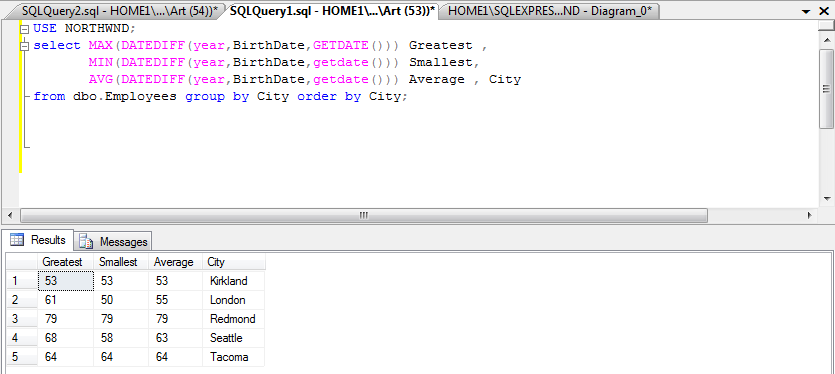 SQLQuery2.sql - HOME1\...\Art (54))* SQLQuery1.sql - HOME1\...\Art (53))* HOME1\SQLEXPRES...ND - Diagram_0*
USE NORTHWND;
select MAX(DATEDIFF(year,BirthDate,GETDATE())) Greatest ,
MIN(DATEDIFF(year,BirthDate,getdate())) Smallest,
AVG(DATEDIFF(year,BirthDate,getdate())) Average , City
from dbo.Employees group by City order by City;
Results Messages
Greatest Smallest Average City
1 53 53 53 Kirkland
2 61 50 55 London
3 79 79 79 Redmond
4 68 58 63 Seattle
5 64 64 64 Tacoma